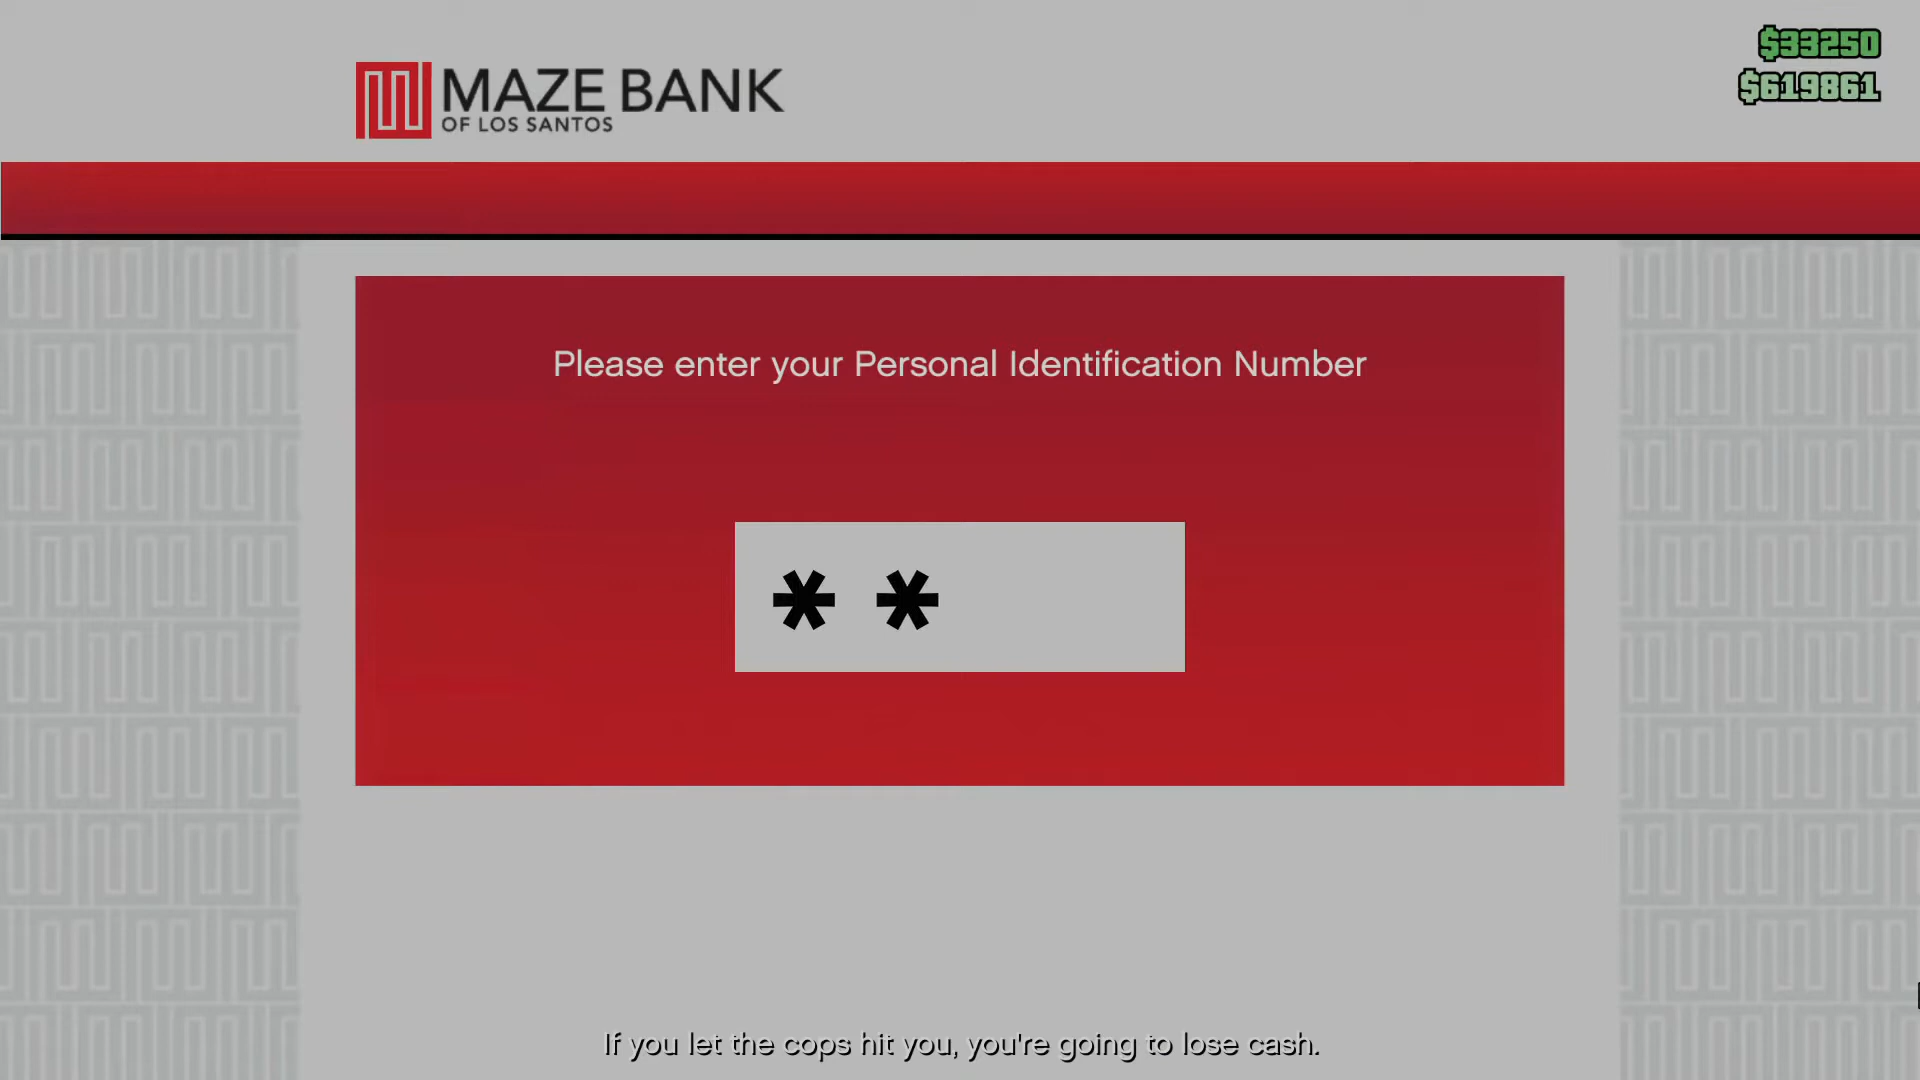 $33250
$619861
MAZE BANK
OF LOS SANTOS
Please enter your Personal Identification Number
* *
If you let the cops hit you, you're going to lose cash.